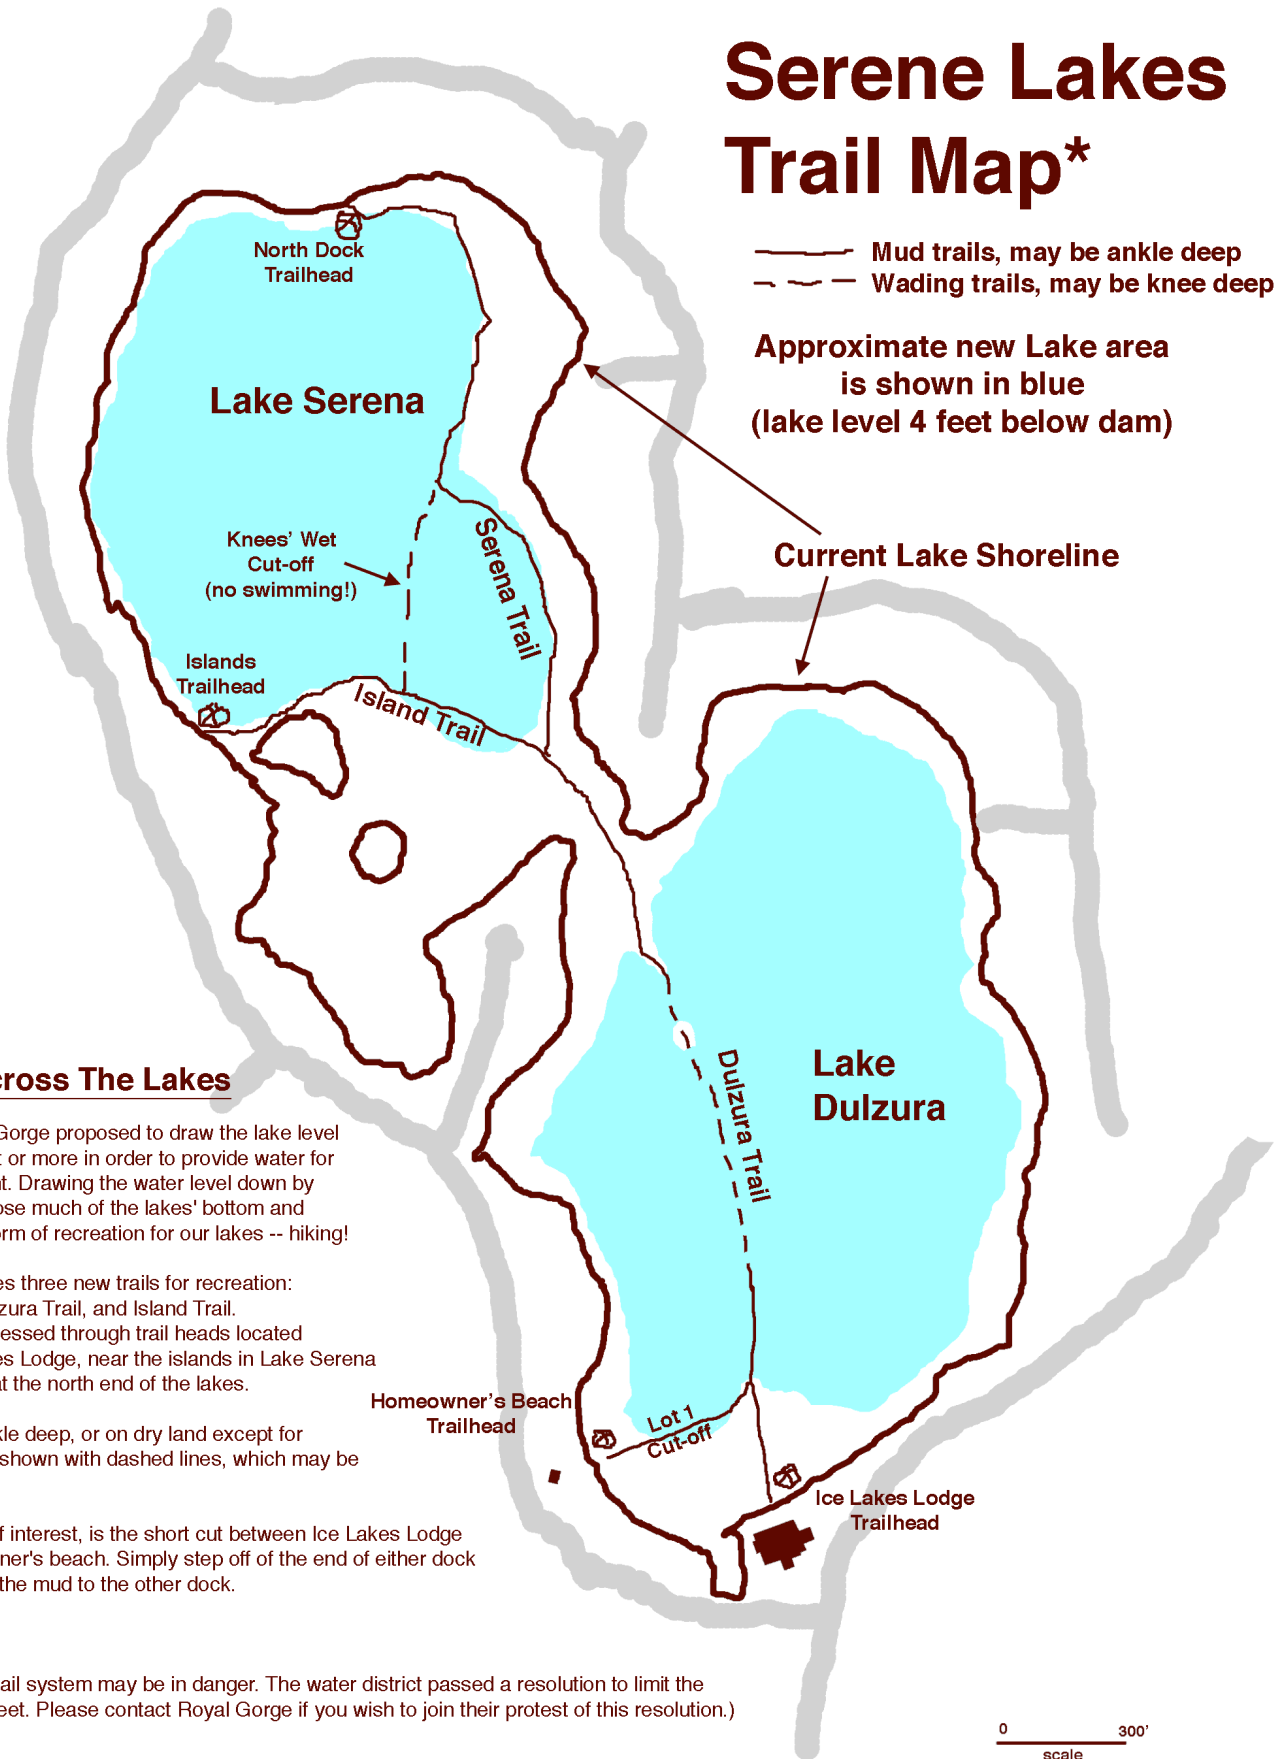 Serene Lakes
Trail Map*
Mud trails, may be ankle deep
Wading trails, may be knee deep
Approximate new Lake area
is shown in blue
(lake level 4 feet below dam)
North Dock
Trailhead
Lake Serena
Current Lake Shoreline
Knees' Wet
Cut-off
(no swimming!)
Serena Trail
Islands
Trailhead
Island Trail
Lake
Dulzura
Dulzura Trail
cross The Lakes
Gorge proposed to draw the lake level
t or more in order to provide water for
t. Drawing the water level down by
ose much of the lakes' bottom and
orm of recreation for our lakes -- hiking!
es three new trails for recreation:
zura Trail, and Island Trail.
essed through trail heads located
es Lodge, near the islands in Lake Serena
at the north end of the lakes.
kle deep, or on dry land except for
shown with dashed lines, which may be
f interest, is the short cut between Ice Lakes Lodge
ner's beach. Simply step off of the end of either dock
the mud to the other dock.
Homeowner's Beach
Trailhead
Lot 1
Cut-off
Ice Lakes Lodge
Trailhead
ail system may be in danger. The water district passed a resolution to limit the
eet. Please contact Royal Gorge if you wish to join their protest of this resolution.)
0 300'
scale